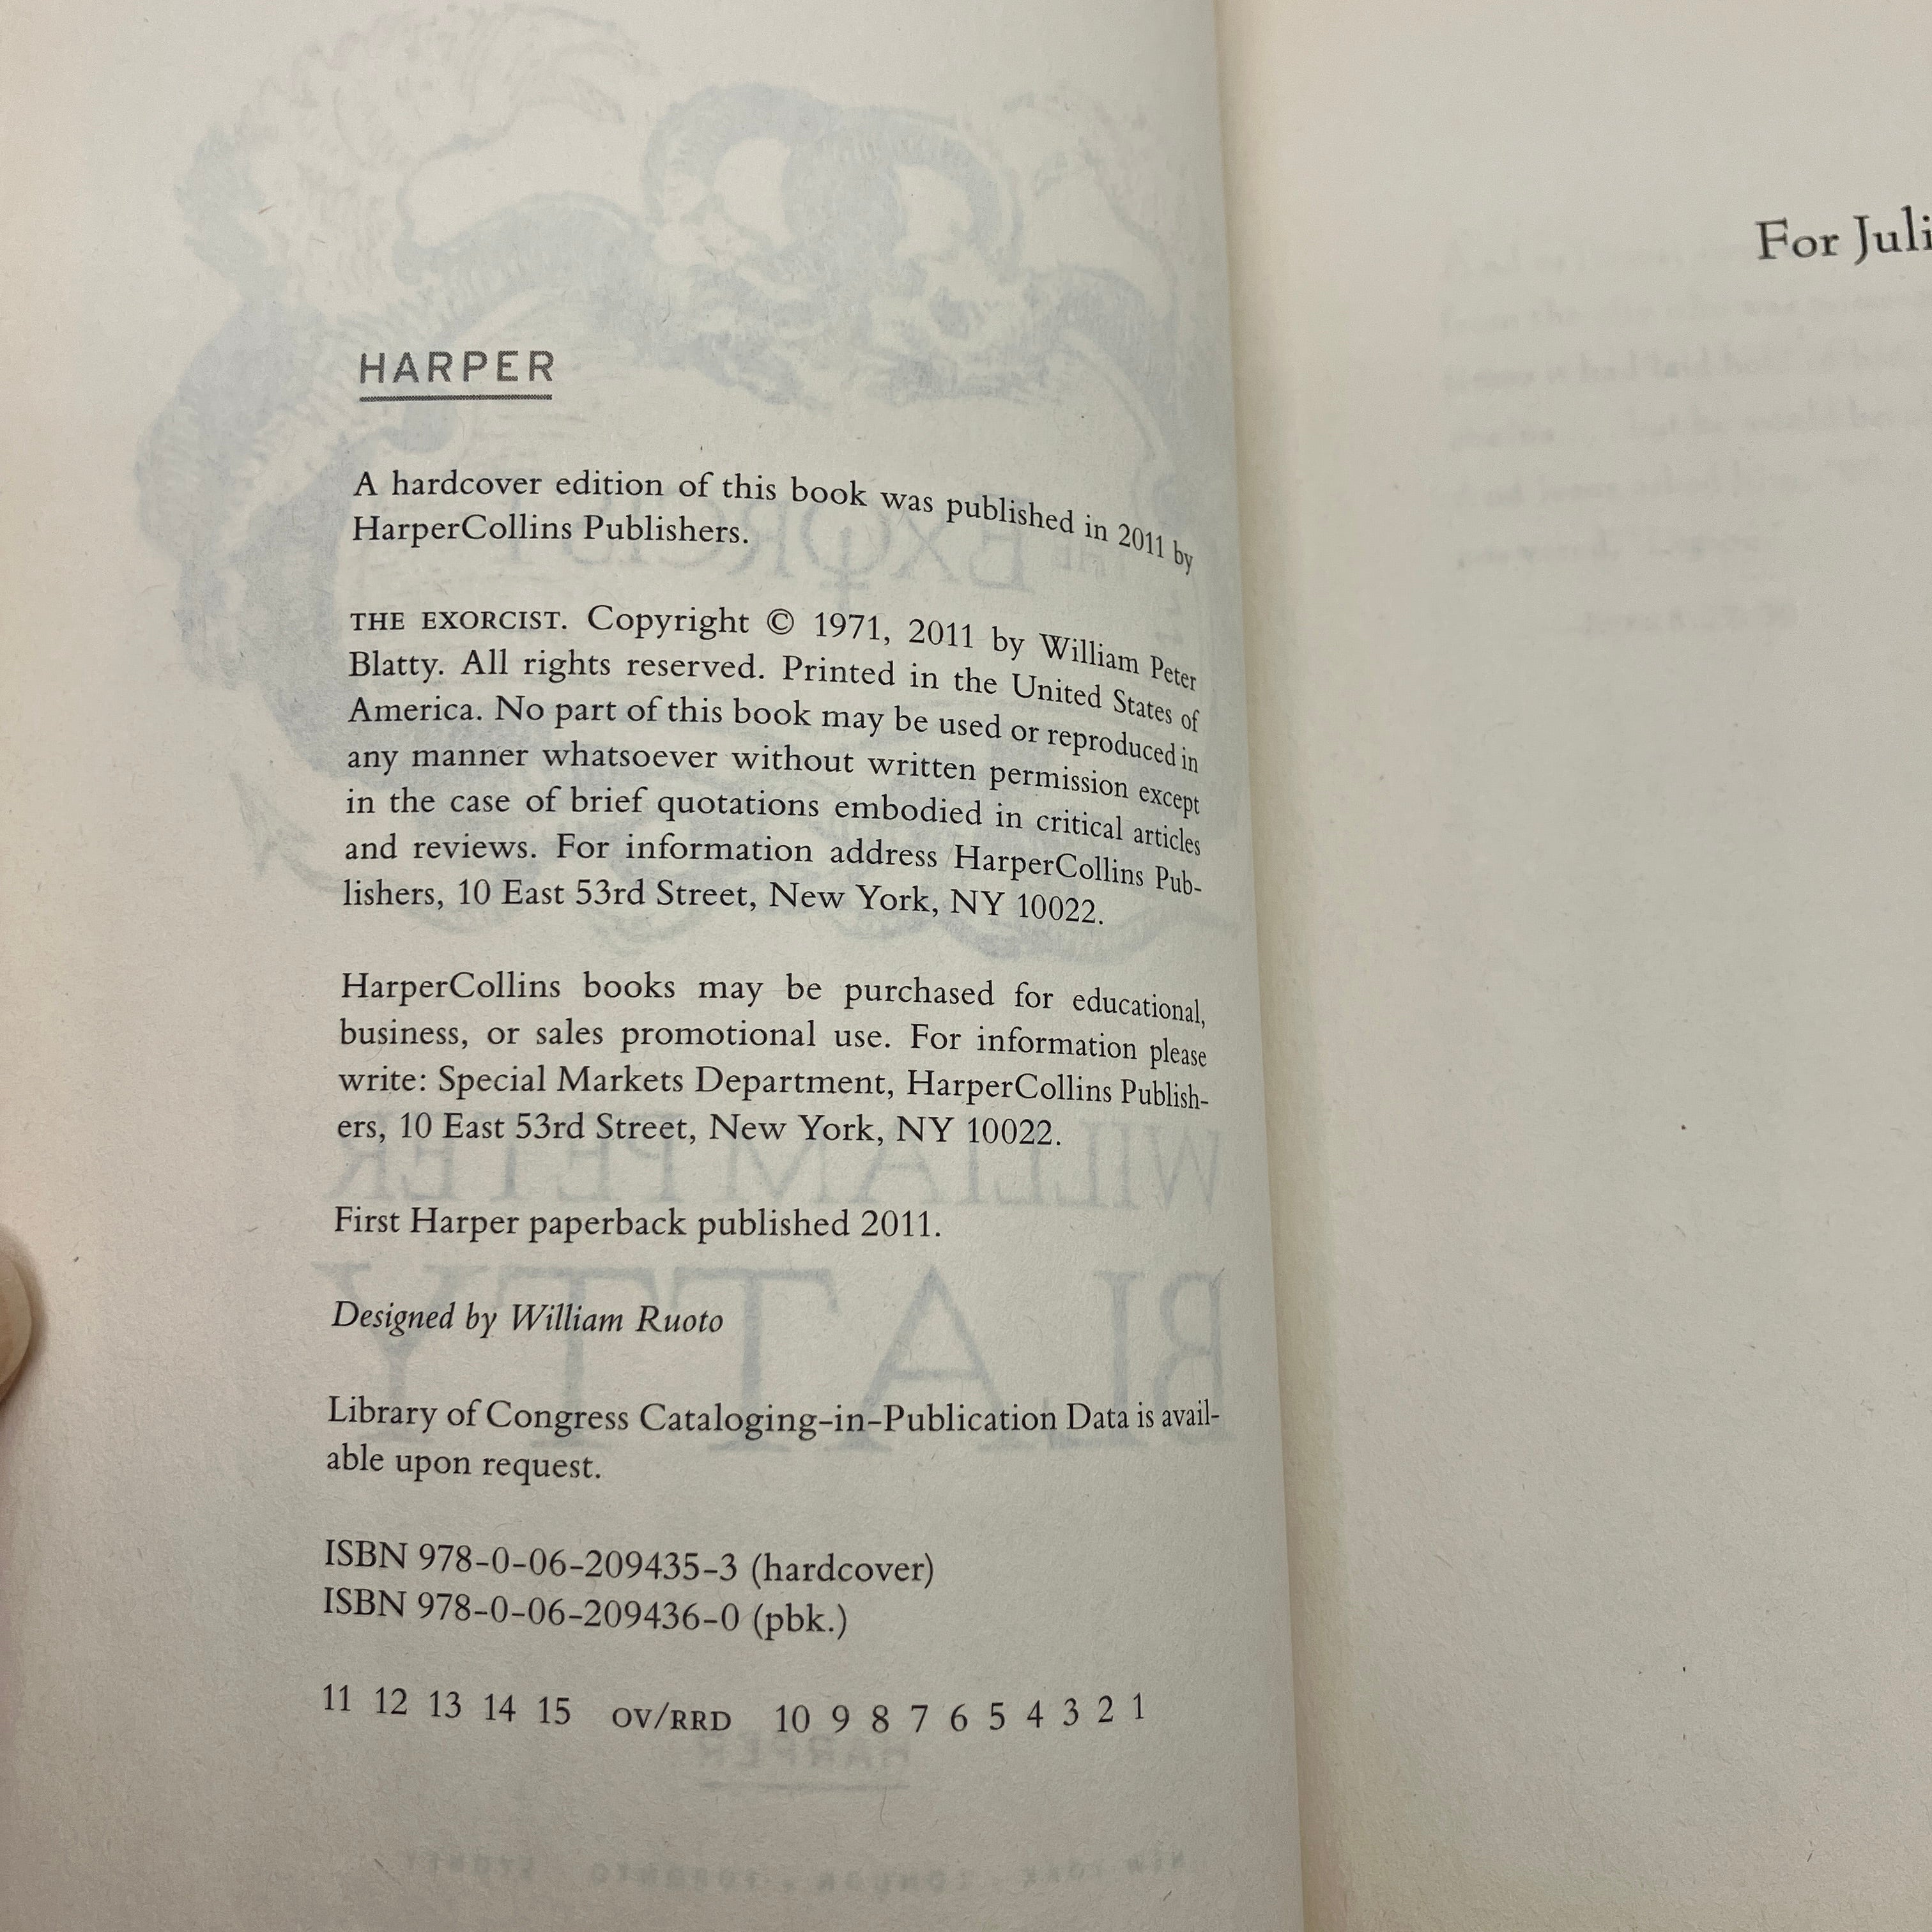 HARPER
A hardcover edition of this book was published in 2011 by
HarperCollins Publishers.
THE EXORCIST. Copyright © 1971, 2011 by William Peter
Blatty. All rights reserved. Printed in the United States of
America. No part of this book may be used or reproduced in
any manner whatsoever without written permission except
in the case of brief quotations embodied in critical articles
and reviews. For information address HarperCollins Pub-
lishers, 10 East 53rd Street, New York, NY 10022.
HarperCollins books may be purchased for educational,
business, or sales promotional use. For information please
write: Special Markets Department, HarperCollins Publish-
ers, 10 East 53rd Street, New York, NY 10022.
First Harper paperback published 2011.
Designed by William Ruoto
Library of Congress Cataloging-in-Publication Data is avail-
able upon request.
ISBN 978-0-06-209435-3 (hardcover)
ISBN 978-0-06-209436-0 (pbk.)
11 12 13 14 15 OV/RRD 10 9 8 7 6 5 4 3 2 1
For Juli